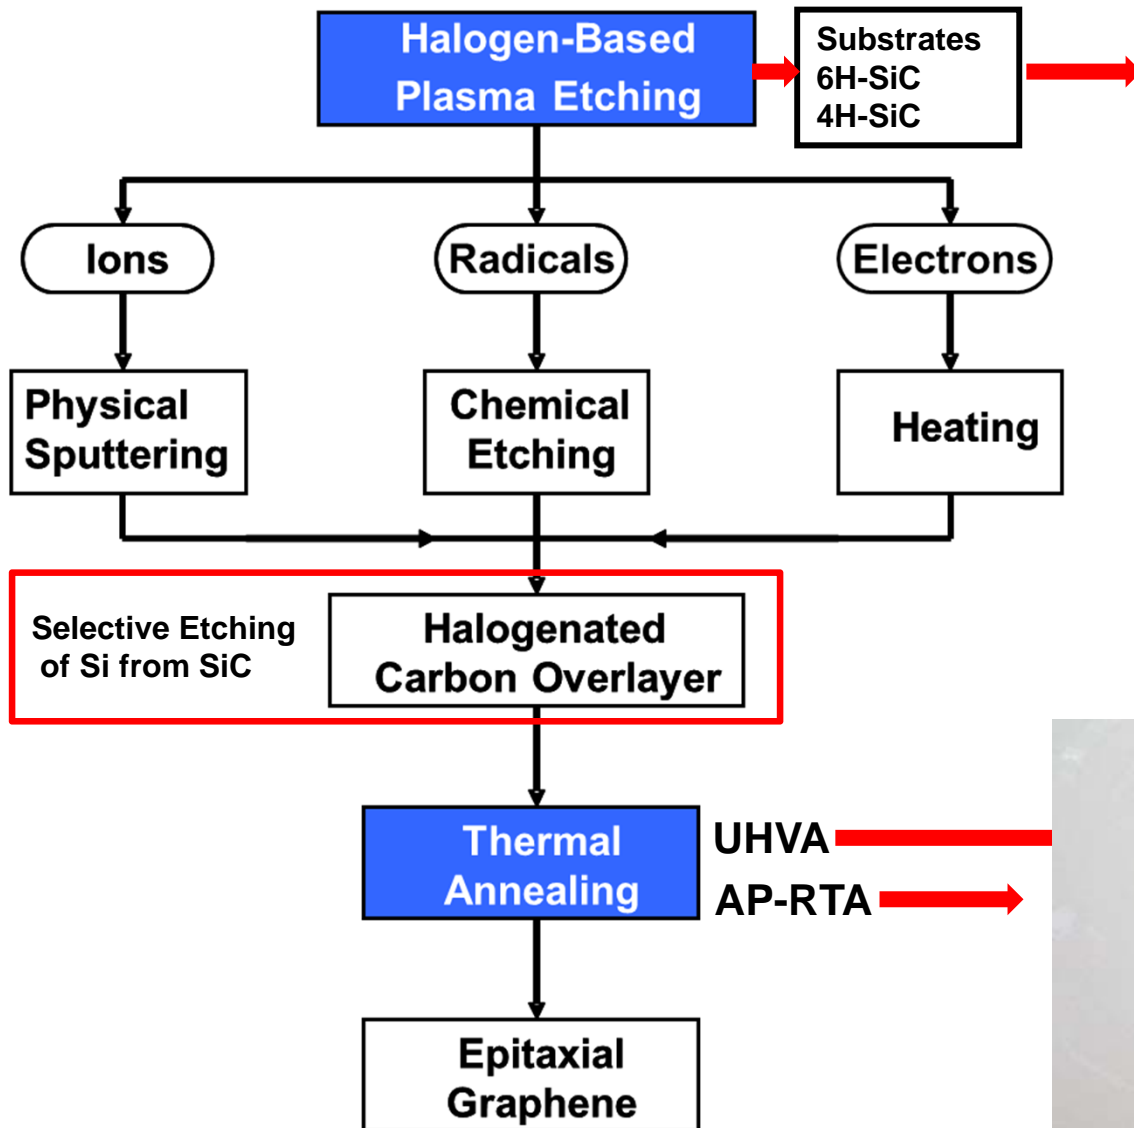 Halogen-Based
Plasma Etching
Substrates
6H-SiC
4H-SiC
Ions
Radicals
Electrons
Physical
Sputtering
Chemical
Etching
Heating
Selective Etching
of Si from SiC
Halogenated
Carbon Overlayer
Thermal
Annealing
UHVA
AP-RTA
Epitaxial
Graphene